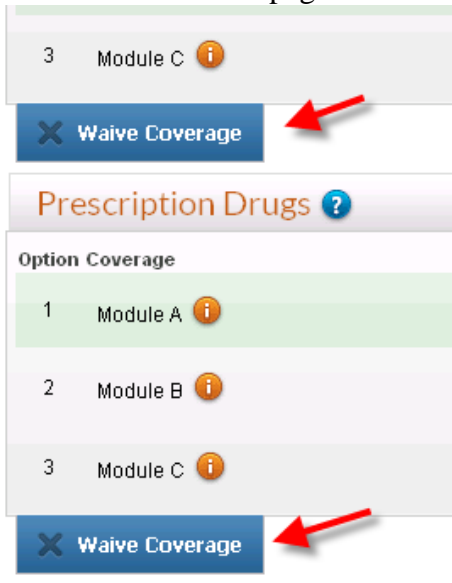 3 Module C
Waive Coverage
Prescription Drugs ?
Option Coverage
1 Module A
2 Module B
3 Module C
Waive Coverage